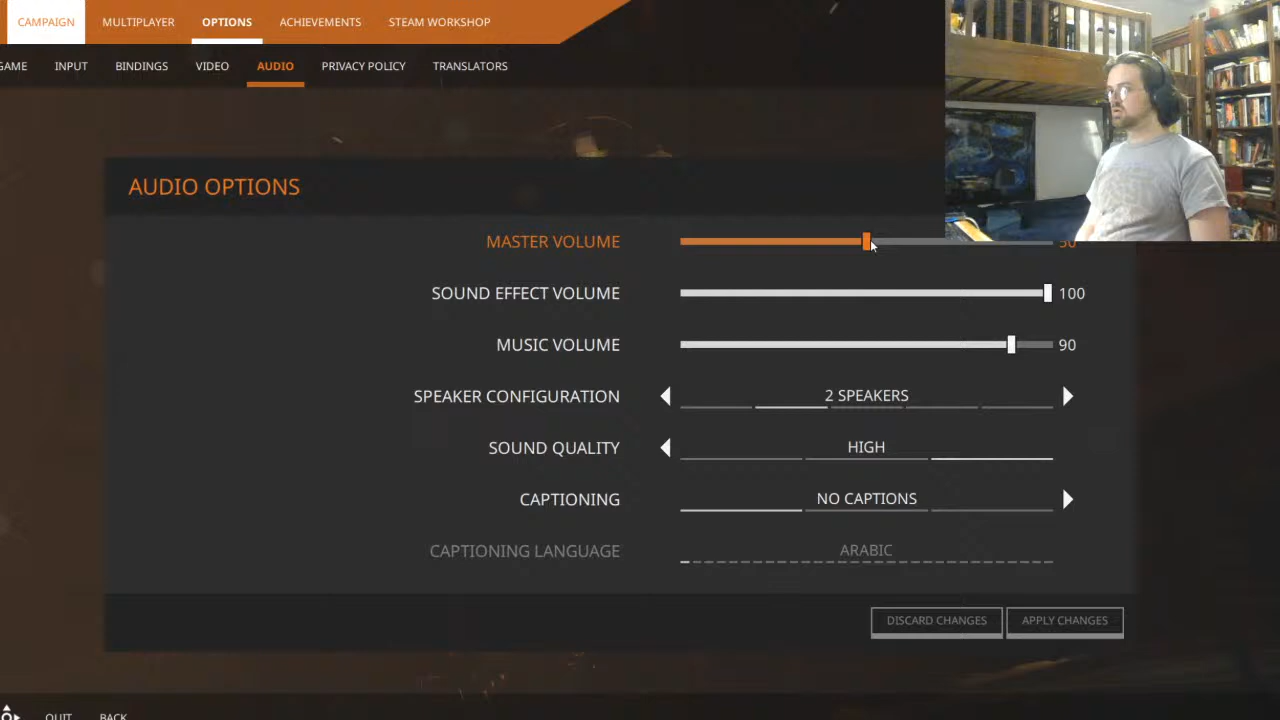 CAMPAIGN MULTIPLAYER OPTIONS ACHIEVEMENTS STEAM WORKSHOP
GAME INPUT BINDINGS VIDEO AUDIO PRIVACY POLICY TRANSLATORS
AUDIO OPTIONS
MASTER VOLUME 50
SOUND EFFECT VOLUME 100
MUSIC VOLUME 90
SPEAKER CONFIGURATION 2 SPEAKERS
SOUND QUALITY HIGH
CAPTIONING NO CAPTIONS
CAPTIONING LANGUAGE ARABIC
DISCARD CHANGES APPLY CHANGES
QUIT BACK